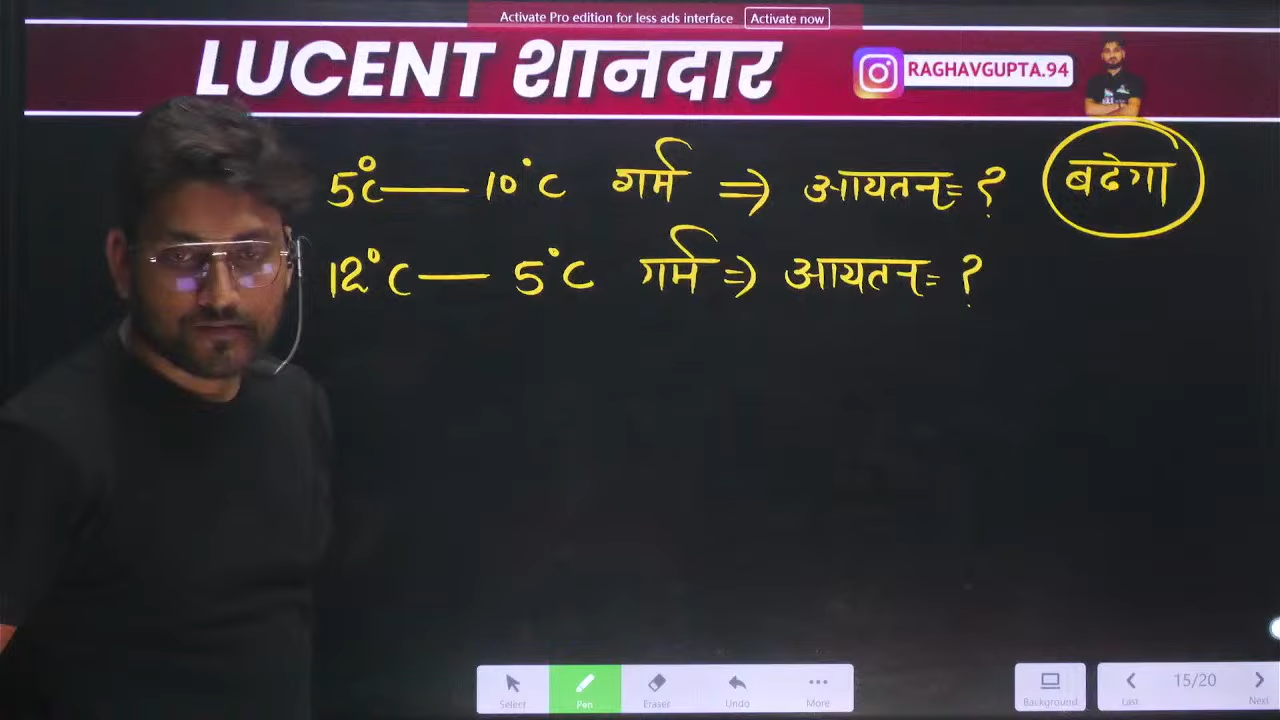 Activate Pro edition for less ads interface Activate now
LUCENT शानदार
RAGHAVGUPTA.94
5°C — 10°C गर्म ⇒ आयतन = ? बढेगा
12°C — 5°C गर्म ⇒ आयतन = ?
Select Pen Eraser Undo More Background Last 15/20 Next